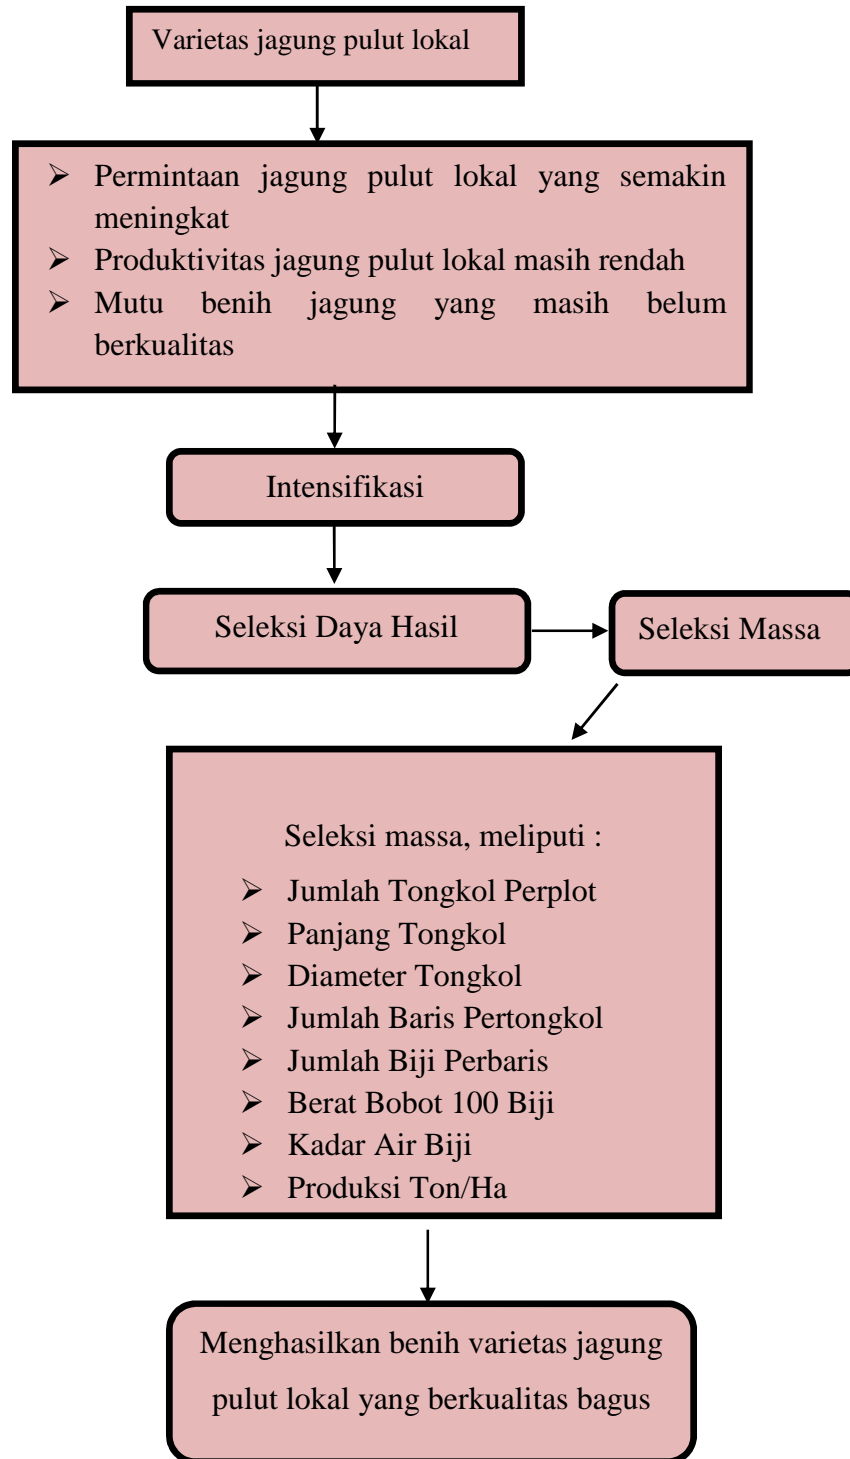 Varietas jagung pulut lokal
➢ Permintaan jagung pulut lokal yang semakin
meningkat
➢ Produktivitas jagung pulut lokal masih rendah
➢ Mutu benih jagung yang masih belum
berkualitas
Intensifikasi
Seleksi Daya Hasil
Seleksi Massa
Seleksi massa, meliputi :
➢ Jumlah Tongkol Perplot
➢ Panjang Tongkol
➢ Diameter Tongkol
➢ Jumlah Baris Pertongkol
➢ Jumlah Biji Perbaris
➢ Berat Bobot 100 Biji
➢ Kadar Air Biji
➢ Produksi Ton/Ha
Menghasilkan benih varietas jagung
pulut lokal yang berkualitas bagus